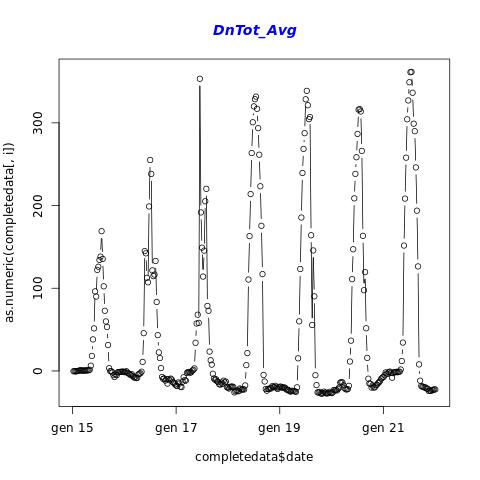 DnTot_Avg
as.numeric(completedata[, i])
300
200
100
0
gen 15
gen 17
gen 19
gen 21
completedata$date